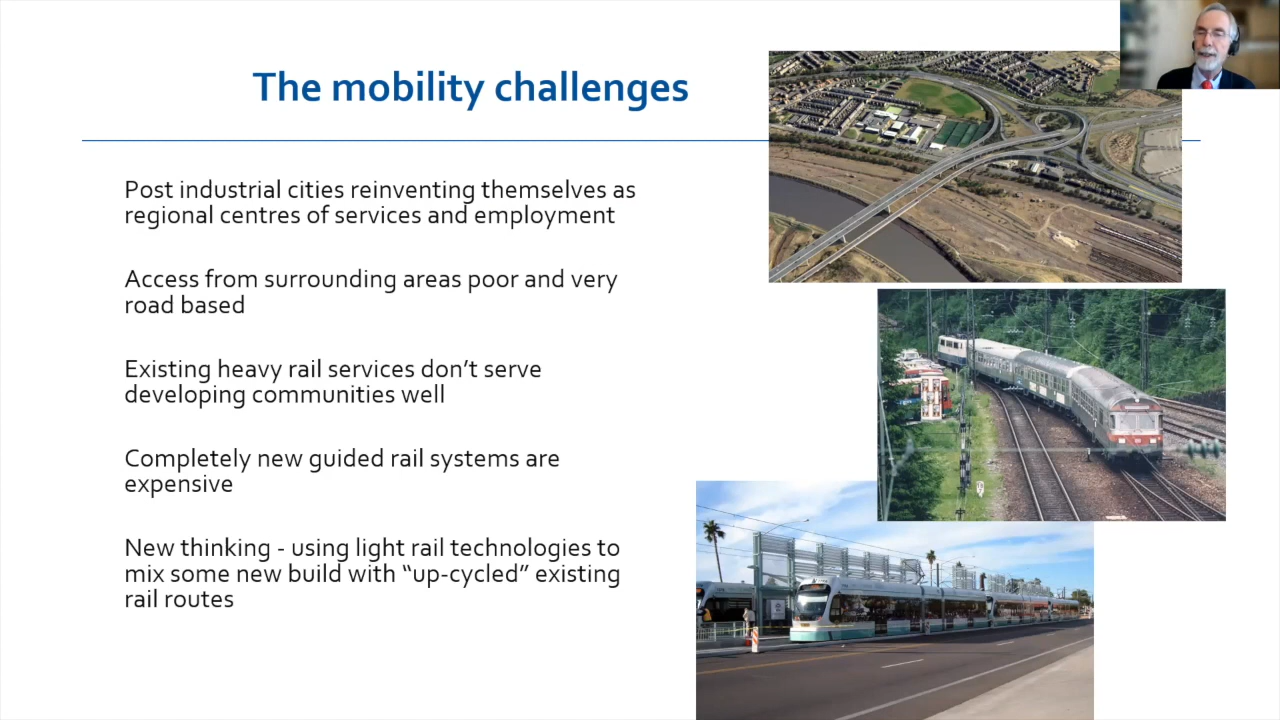 The mobility challenges
Post industrial cities reinventing themselves as
regional centres of services and employment
Access from surrounding areas poor and very
road based
Existing heavy rail services don’t serve
developing communities well
Completely new guided rail systems are
expensive
New thinking - using light rail technologies to
mix some new build with “up-cycled” existing
rail routes